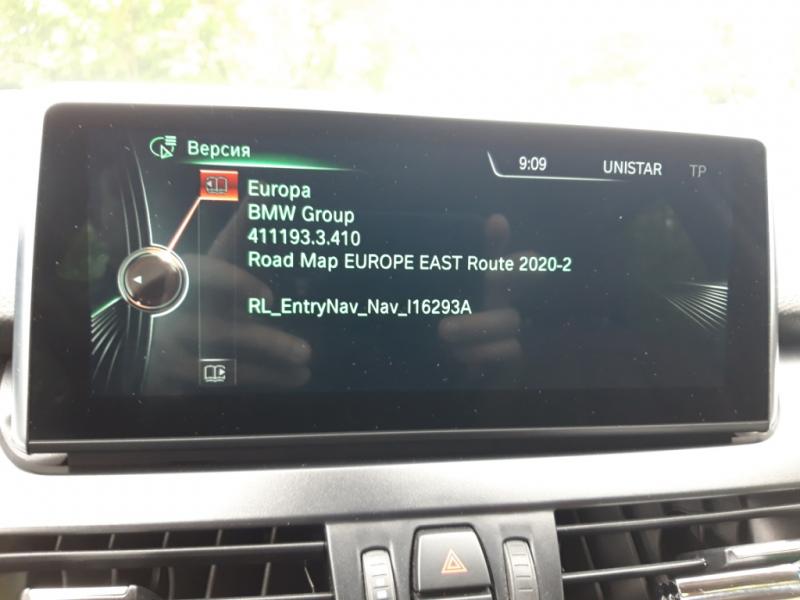 Версия
9:09
UNISTAR
TP
Europa
BMW Group
411193.3.410
Road Map EUROPE EAST Route 2020-2
RL_EntryNav_Nav_I16293A